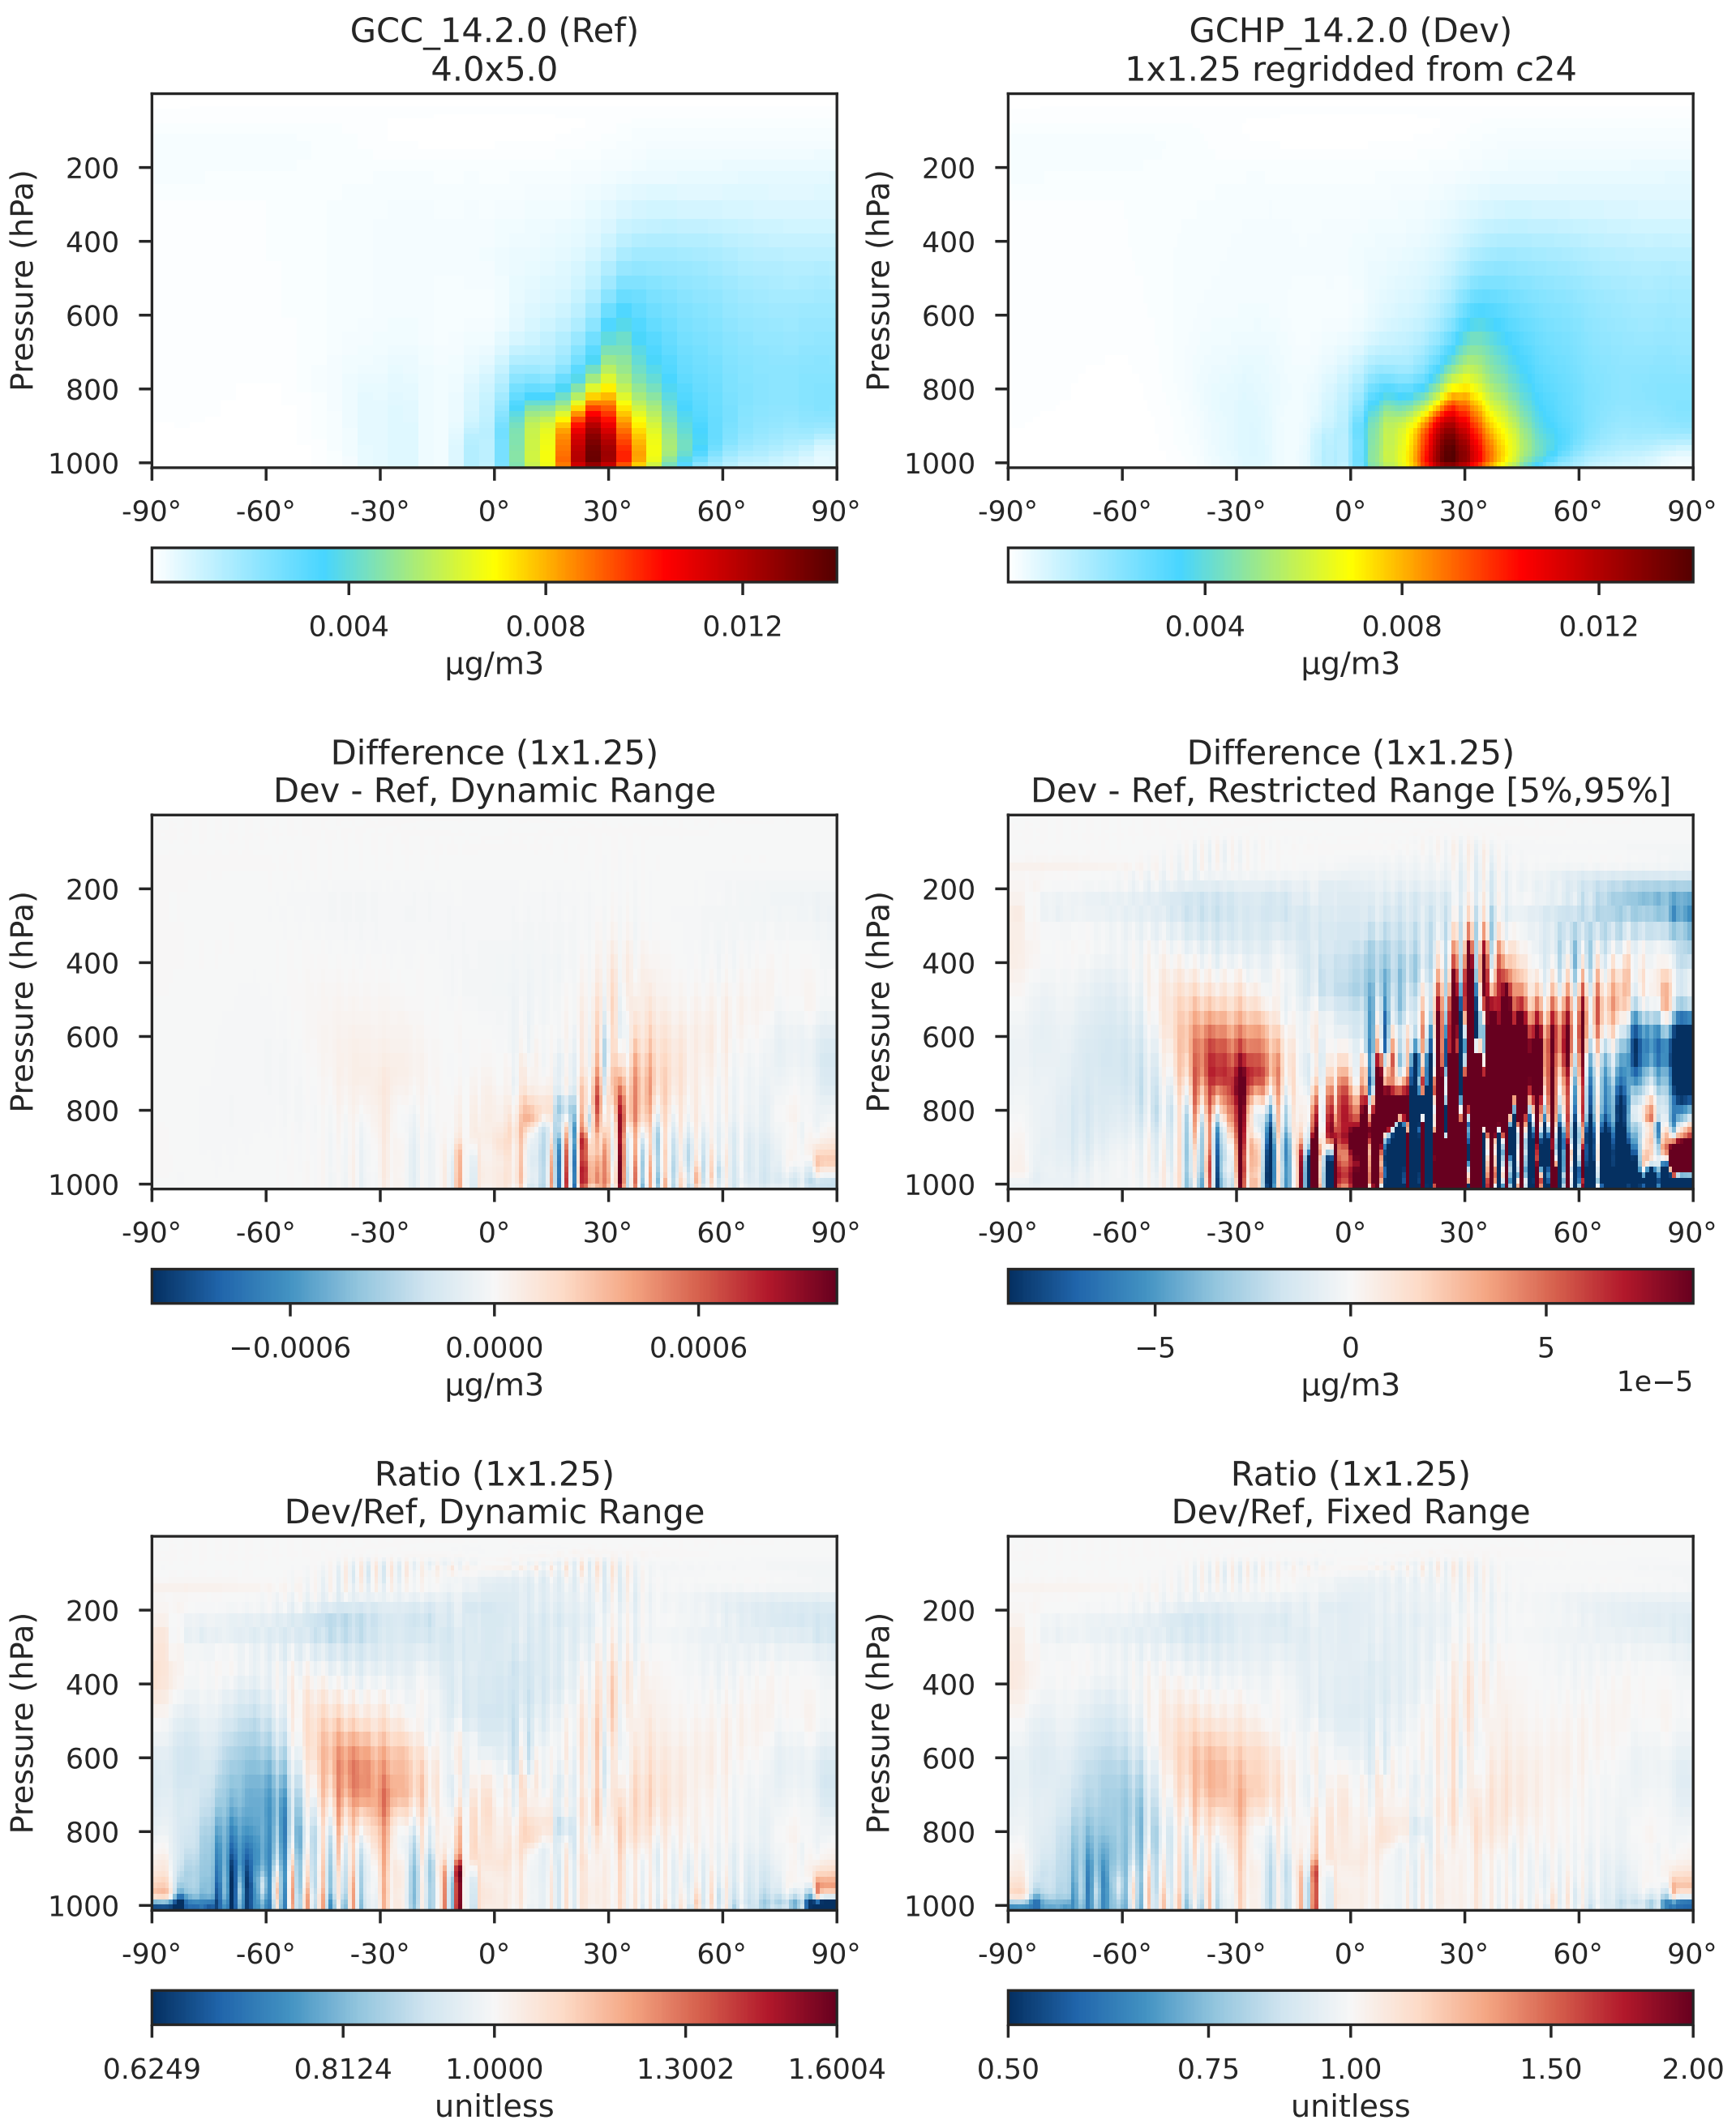 GCC_14.2.0 (Ref)
4.0x5.0
Pressure (hPa)
200
400
600
800
1000
-90° -60° -30° 0° 30° 60° 90°
0.004 0.008 0.012
μg/m3
GCHP_14.2.0 (Dev)
1x1.25 regridded from c24
Pressure (hPa)
200
400
600
800
1000
-90° -60° -30° 0° 30° 60° 90°
0.004 0.008 0.012
μg/m3
Difference (1x1.25)
Dev - Ref, Dynamic Range
Pressure (hPa)
200
400
600
800
1000
-90° -60° -30° 0° 30° 60° 90°
−0.0006 0.0000 0.0006
μg/m3
Difference (1x1.25)
Dev - Ref, Restricted Range [5%,95%]
Pressure (hPa)
200
400
600
800
1000
-90° -60° -30° 0° 30° 60° 90°
−5 0 5
μg/m3
1e−5
Ratio (1x1.25)
Dev/Ref, Dynamic Range
Pressure (hPa)
200
400
600
800
1000
-90° -60° -30° 0° 30° 60° 90°
0.6249 0.8124 1.0000 1.3002 1.6004
unitless
Ratio (1x1.25)
Dev/Ref, Fixed Range
Pressure (hPa)
200
400
600
800
1000
-90° -60° -30° 0° 30° 60° 90°
0.50 0.75 1.00 1.50 2.00
unitless